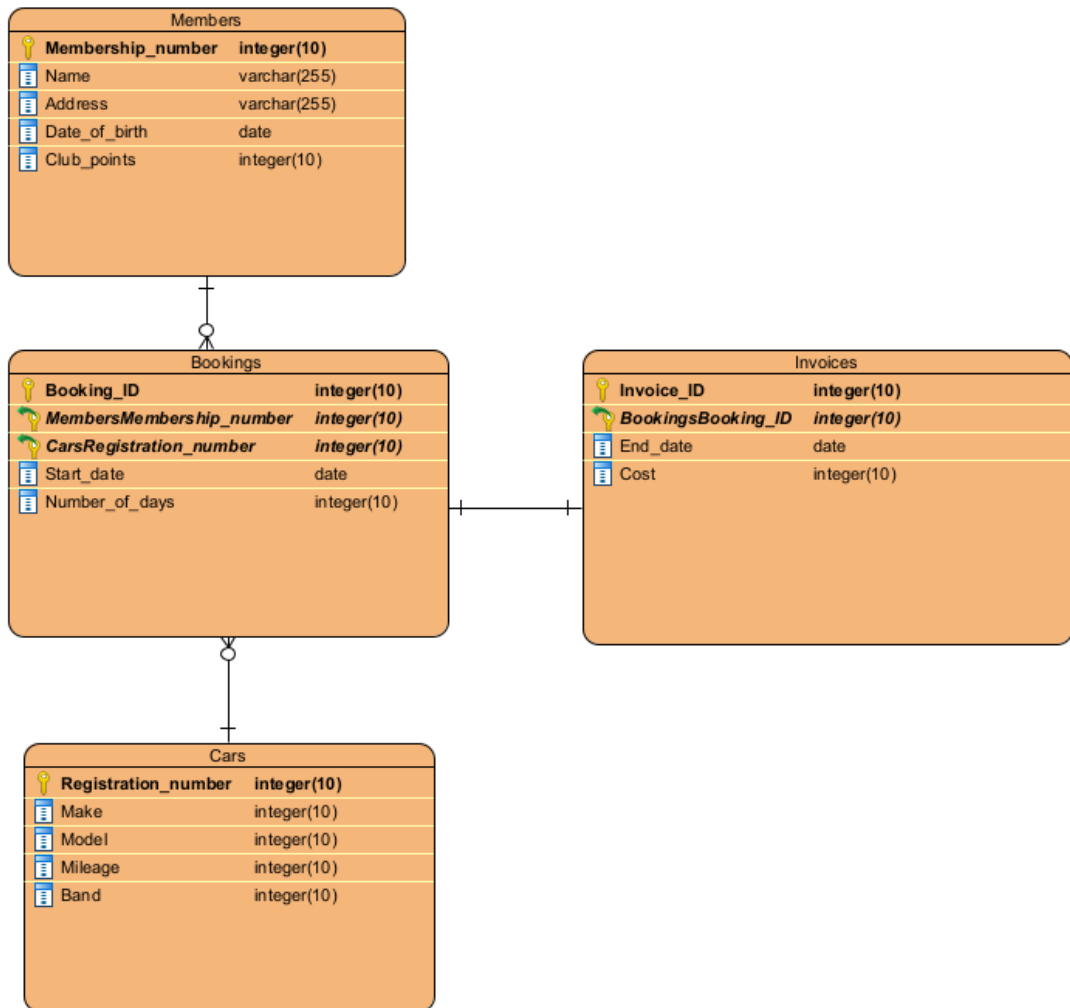 Members
Membership_number integer(10)
Name varchar(255)
Address varchar(255)
Date_of_birth date
Club_points integer(10)
Bookings
Booking_ID integer(10)
MembersMembership_number integer(10)
CarsRegistration_number integer(10)
Start_date date
Number_of_days integer(10)
Invoices
Invoice_ID integer(10)
BookingsBooking_ID integer(10)
End_date date
Cost integer(10)
Cars
Registration_number integer(10)
Make integer(10)
Model integer(10)
Mileage integer(10)
Band integer(10)